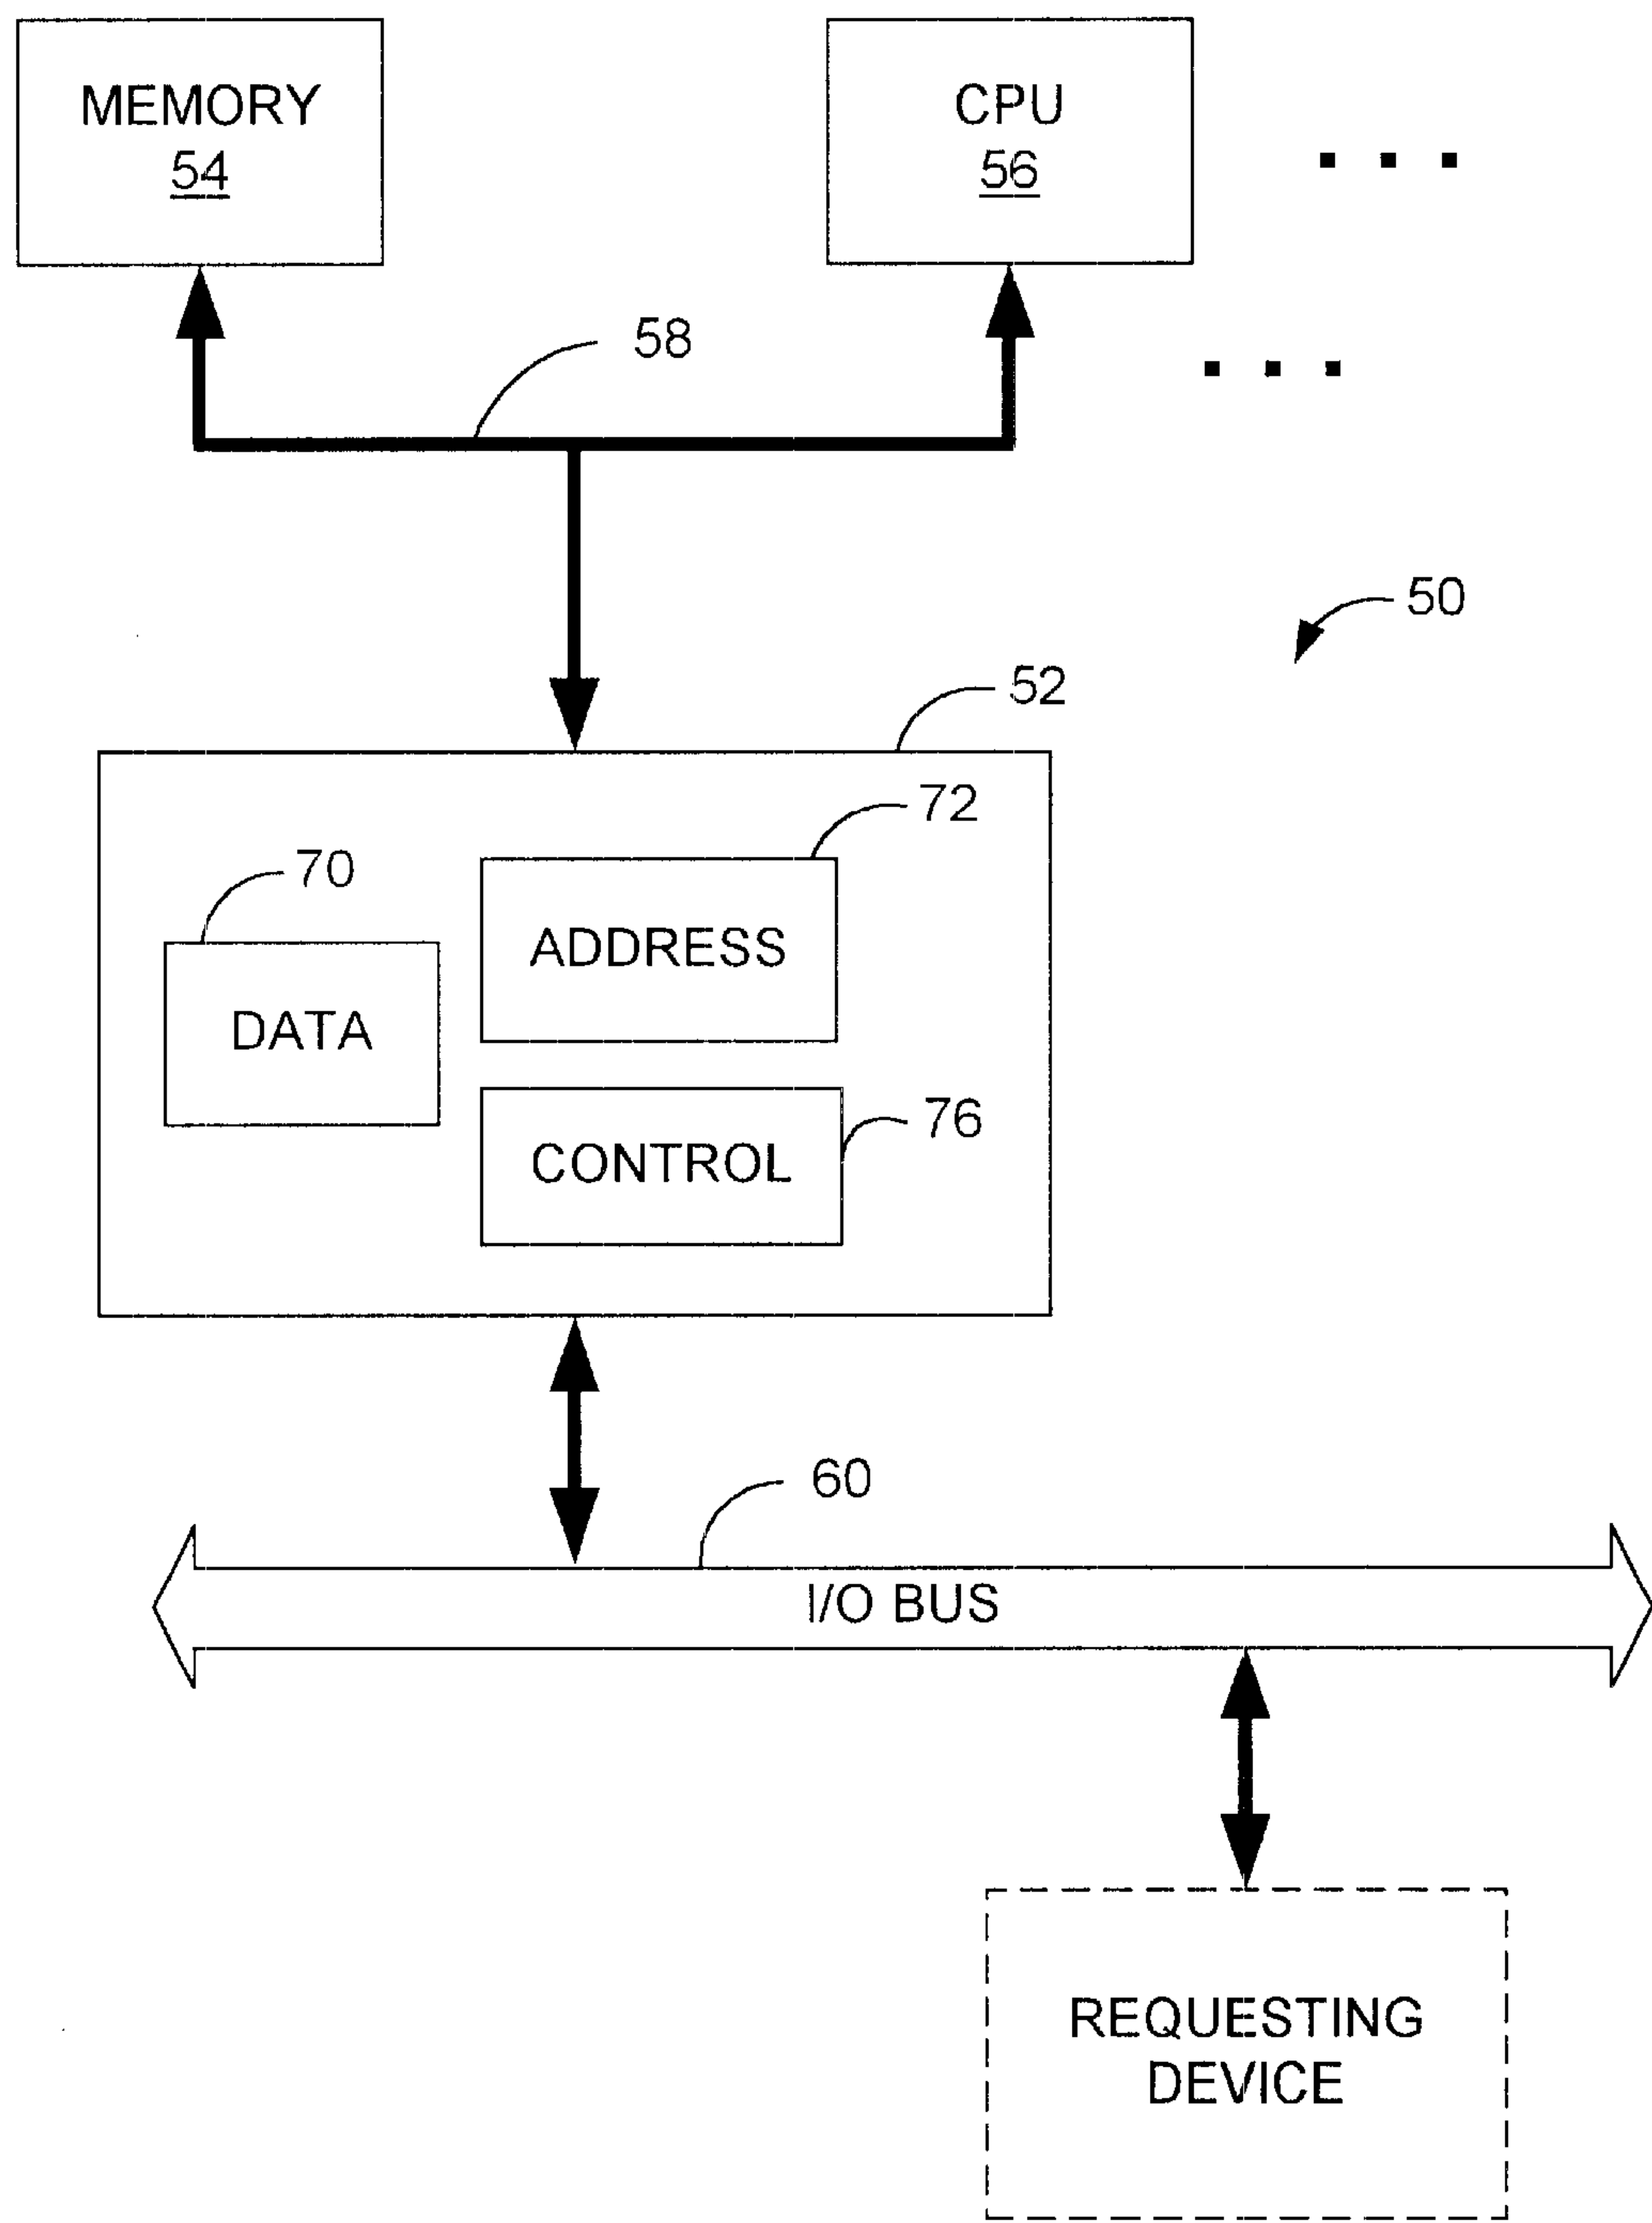 MEMORY
54
CPU
56
58
50
52
72
70
ADDRESS
DATA
76
CONTROL
60
I/O BUS
REQUESTING
DEVICE